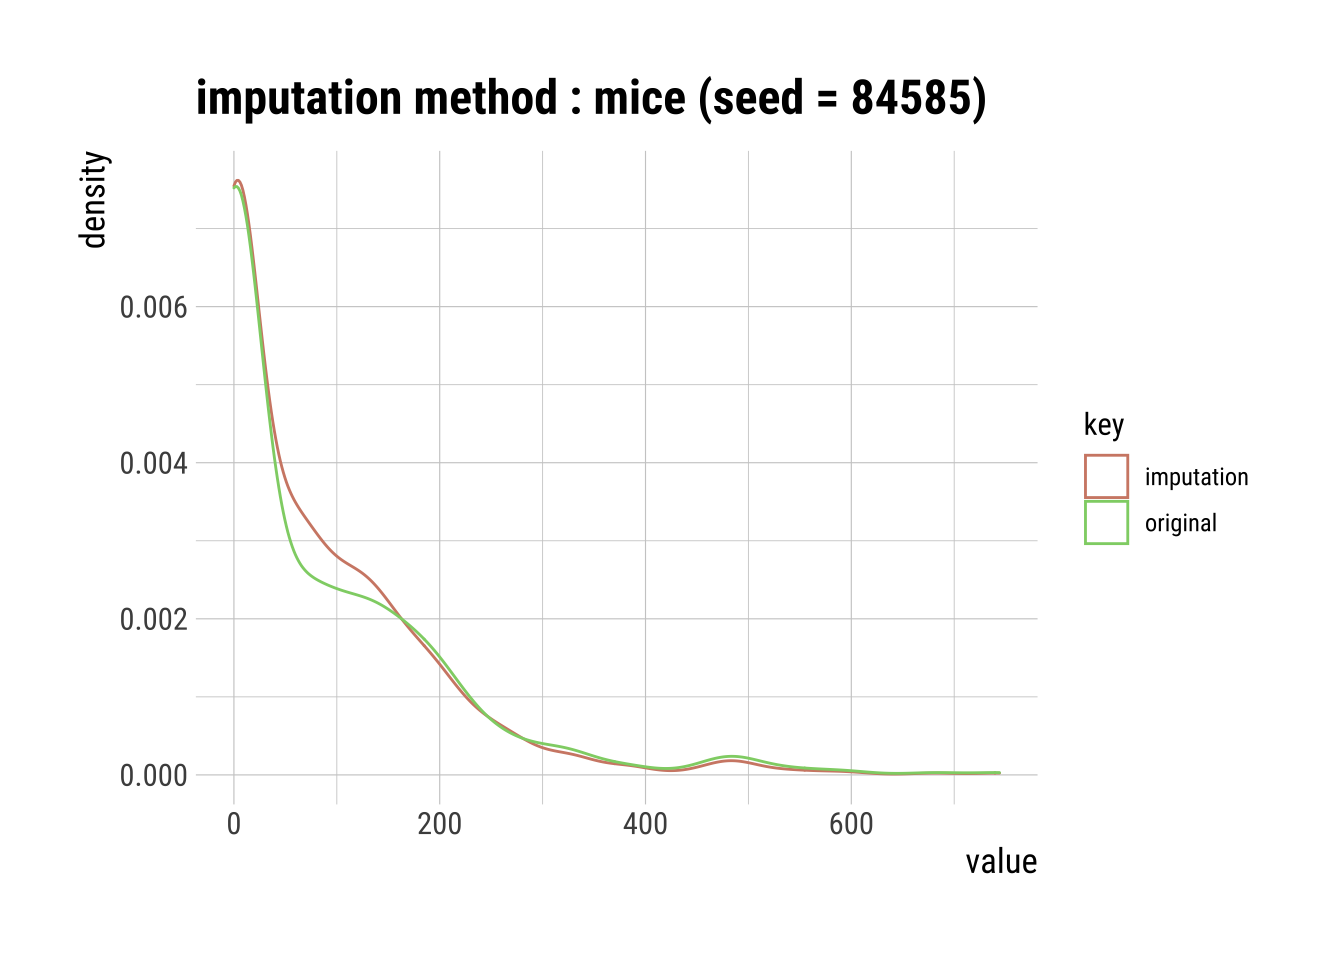 imputation method : mice (seed = 84585)
density
0.006
0.004
0.002
0.000
0 200 400 600
value
key
imputation
original